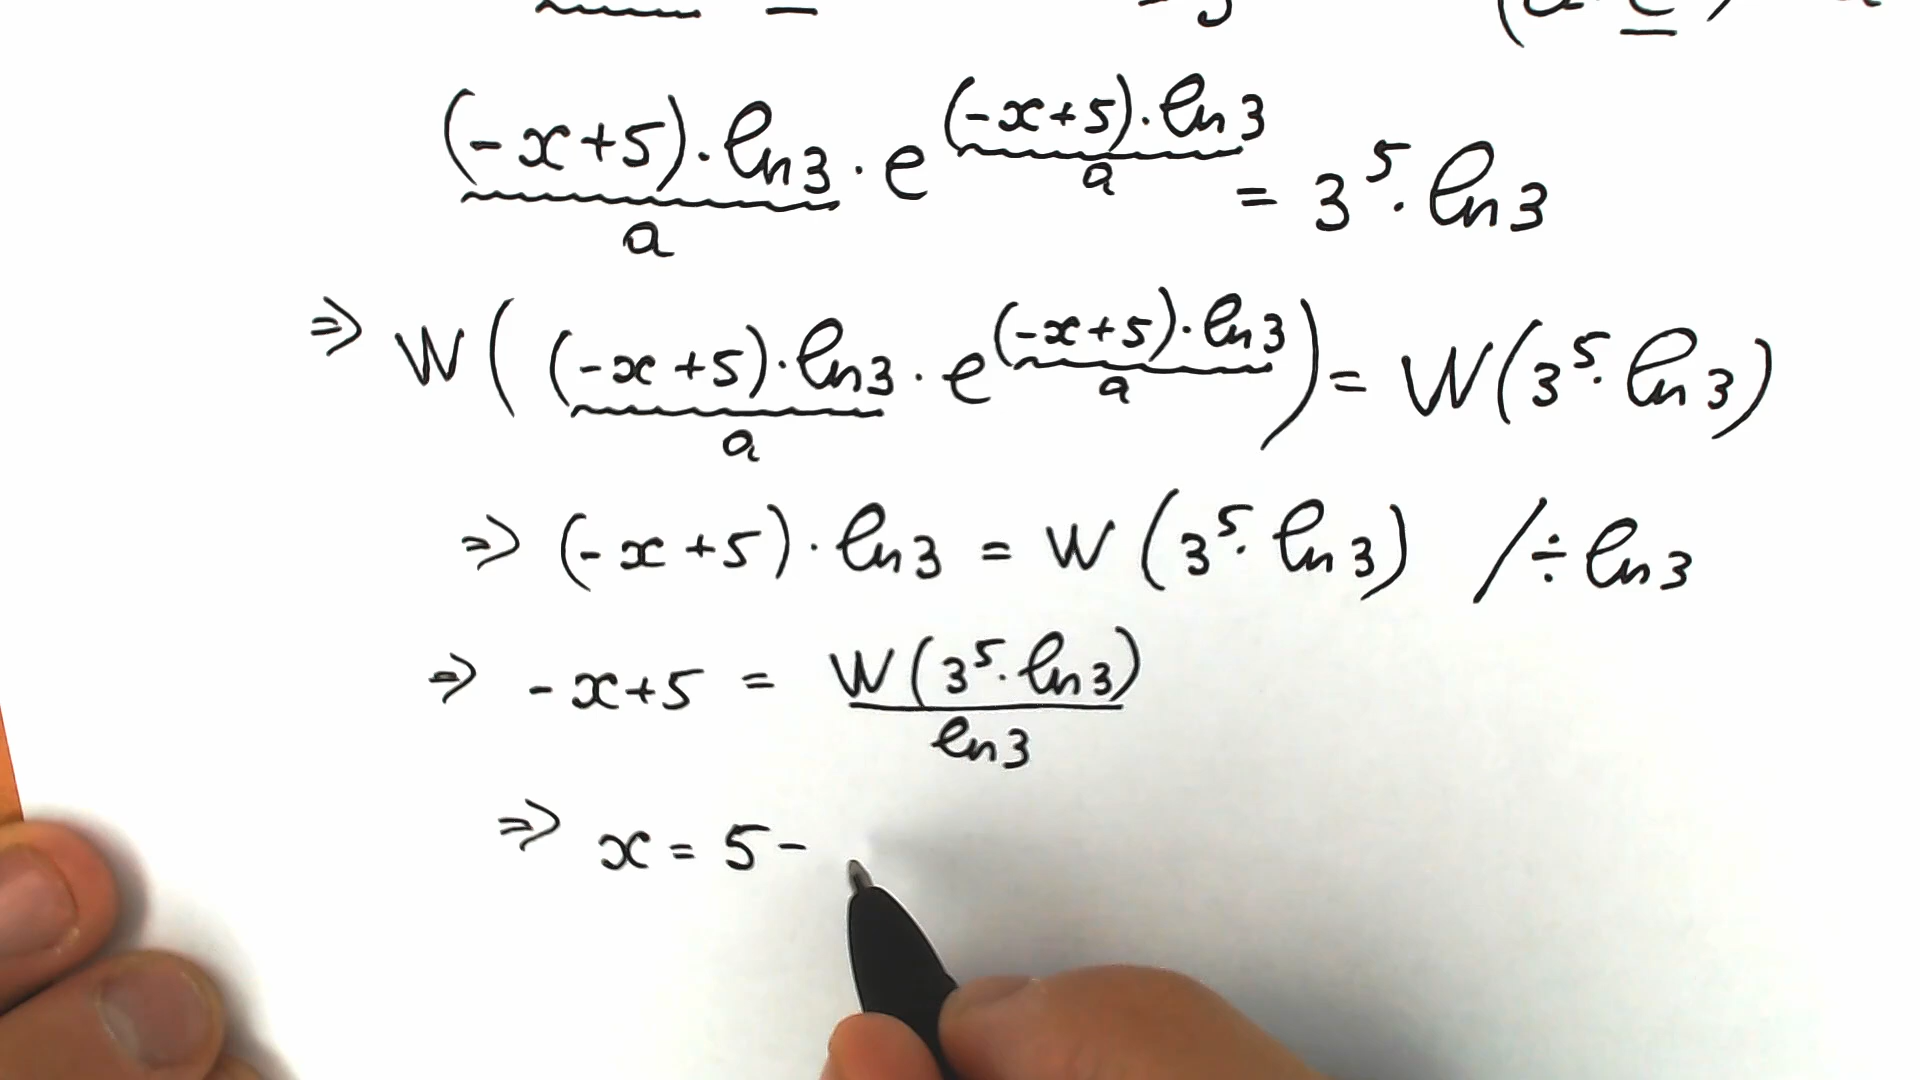 (-x+5)·ln3·e^((-x+5)·ln3) = 3^5·ln3
a a
⇒ W((-x+5)·ln3·e^((-x+5)·ln3)) = W(3^5·ln3)
a a
⇒ (-x+5)·ln3 = W(3^5·ln3) /÷ln3
⇒ -x+5 = W(3^5·ln3)/ln3
⇒ x = 5-